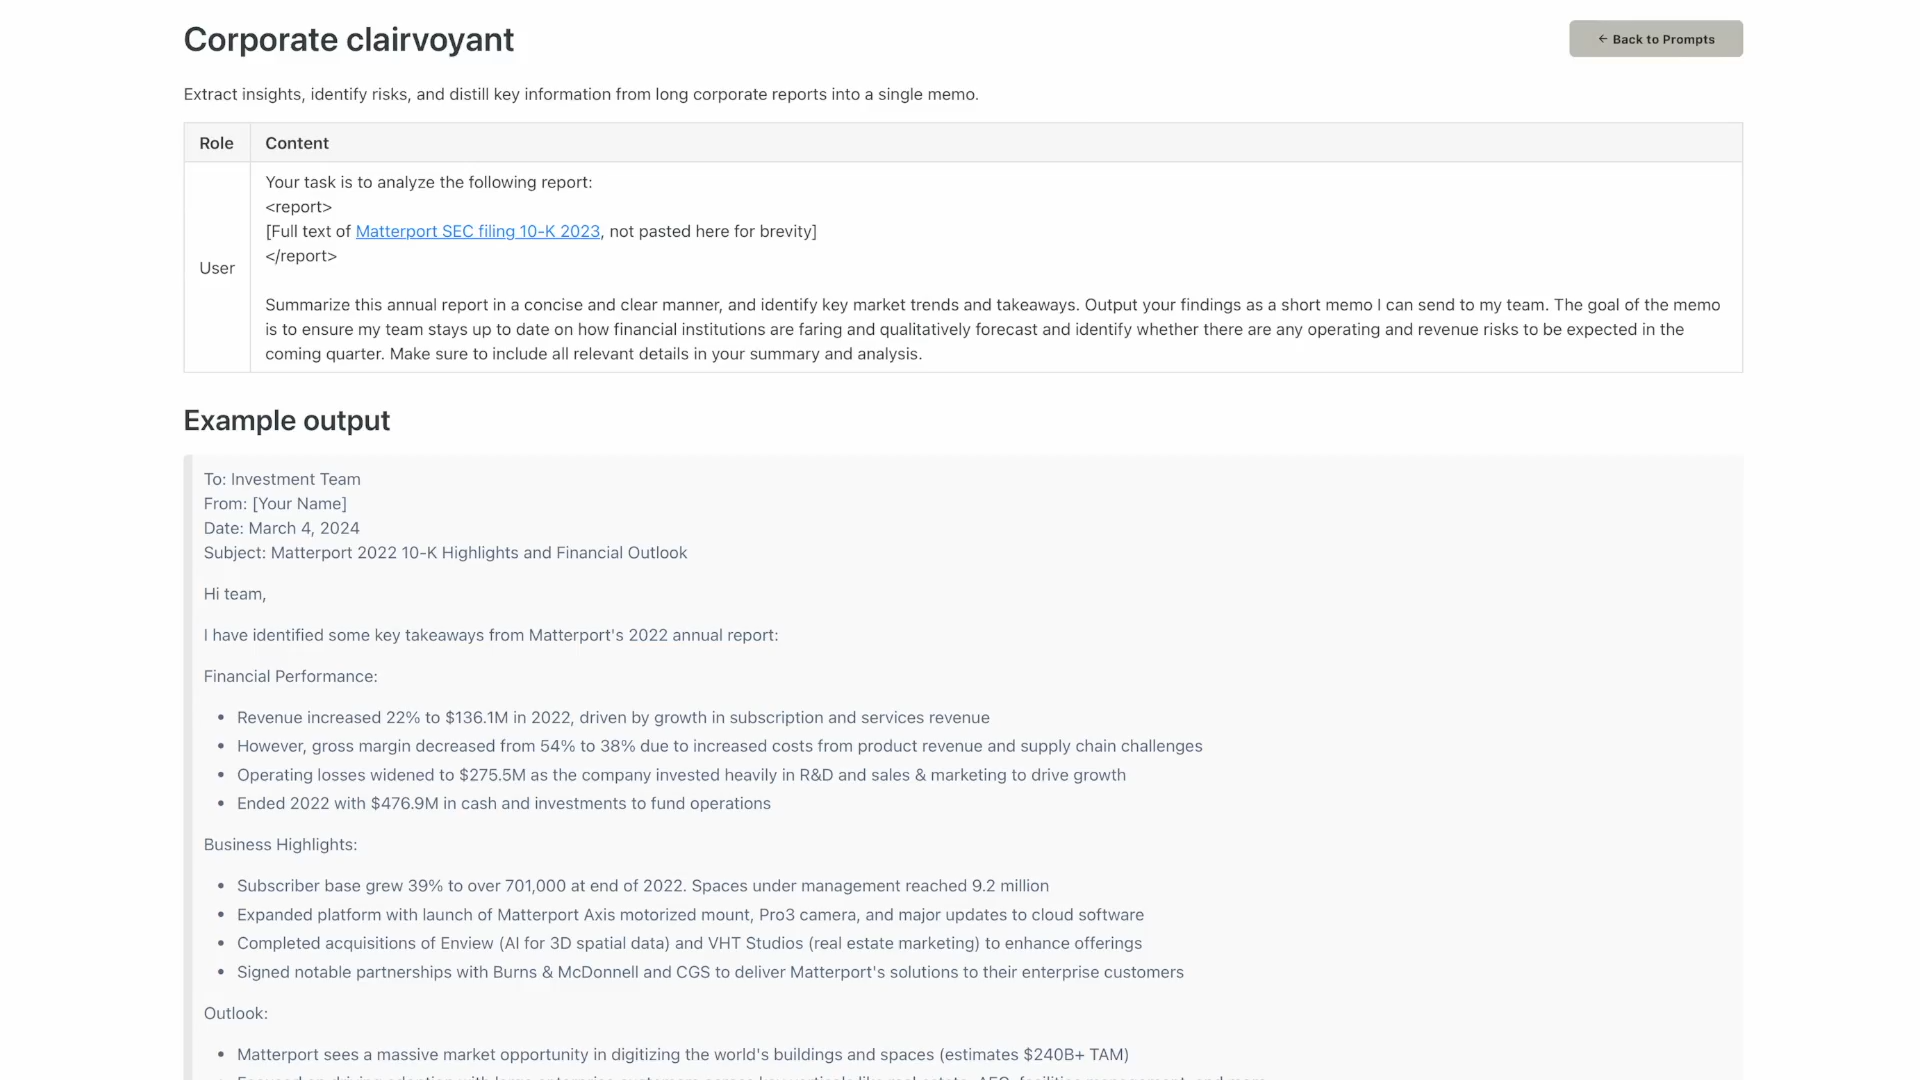 Corporate clairvoyant
← Back to Prompts
Extract insights, identify risks, and distill key information from long corporate reports into a single memo.
Role Content
User
Your task is to analyze the following report:
<report>
[Full text of Matterport SEC filing 10-K 2023, not pasted here for brevity]
</report>
Summarize this annual report in a concise and clear manner, and identify key market trends and takeaways. Output your findings as a short memo I can send to my team. The goal of the memo
is to ensure my team stays up to date on how financial institutions are faring and qualitatively forecast and identify whether there are any operating and revenue risks to be expected in the
coming quarter. Make sure to include all relevant details in your summary and analysis.
Example output
To: Investment Team
From: [Your Name]
Date: March 4, 2024
Subject: Matterport 2022 10-K Highlights and Financial Outlook
Hi team,
I have identified some key takeaways from Matterport's 2022 annual report:
Financial Performance:
• Revenue increased 22% to $136.1M in 2022, driven by growth in subscription and services revenue
• However, gross margin decreased from 54% to 38% due to increased costs from product revenue and supply chain challenges
• Operating losses widened to $275.5M as the company invested heavily in R&D and sales & marketing to drive growth
• Ended 2022 with $476.9M in cash and investments to fund operations
Business Highlights:
• Subscriber base grew 39% to over 701,000 at end of 2022. Spaces under management reached 9.2 million
• Expanded platform with launch of Matterport Axis motorized mount, Pro3 camera, and major updates to cloud software
• Completed acquisitions of Enview (AI for 3D spatial data) and VHT Studios (real estate marketing) to enhance offerings
• Signed notable partnerships with Burns & McDonnell and CGS to deliver Matterport's solutions to their enterprise customers
Outlook:
• Matterport sees a massive market opportunity in digitizing the world's buildings and spaces (estimates $240B+ TAM)